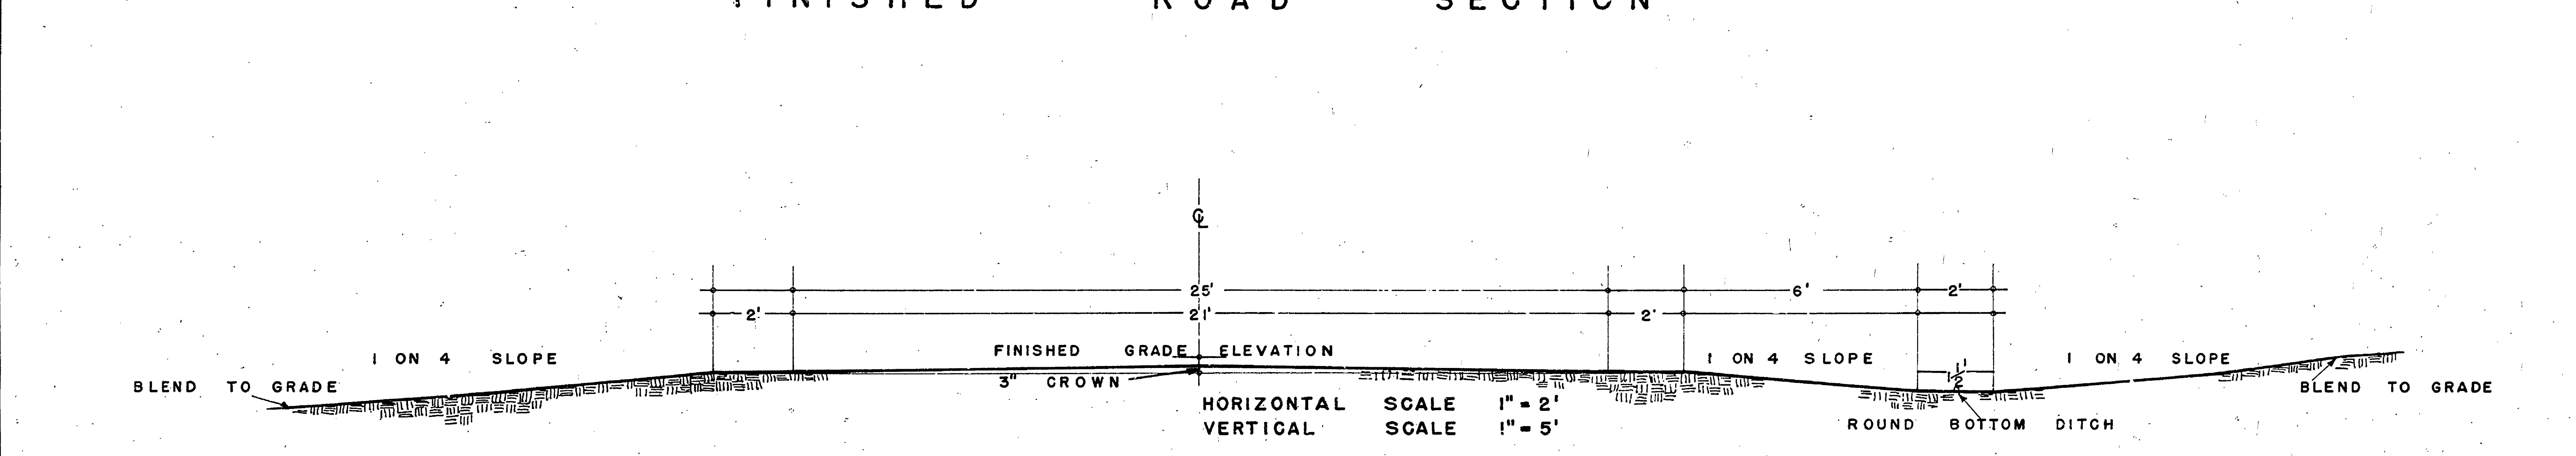 FINISHED ROAD SECTION
℄
25' 6' 2'
2' 21' 2'
1 ON 4 SLOPE
FINISHED GRADE ELEVATION
1 ON 4 SLOPE
1 ON 4 SLOPE
BLEND TO GRADE
3" CROWN
1 1/2'
BLEND TO GRADE
HORIZONTAL SCALE 1" = 2'
VERTICAL SCALE 1" = 5'
ROUND BOTTOM DITCH